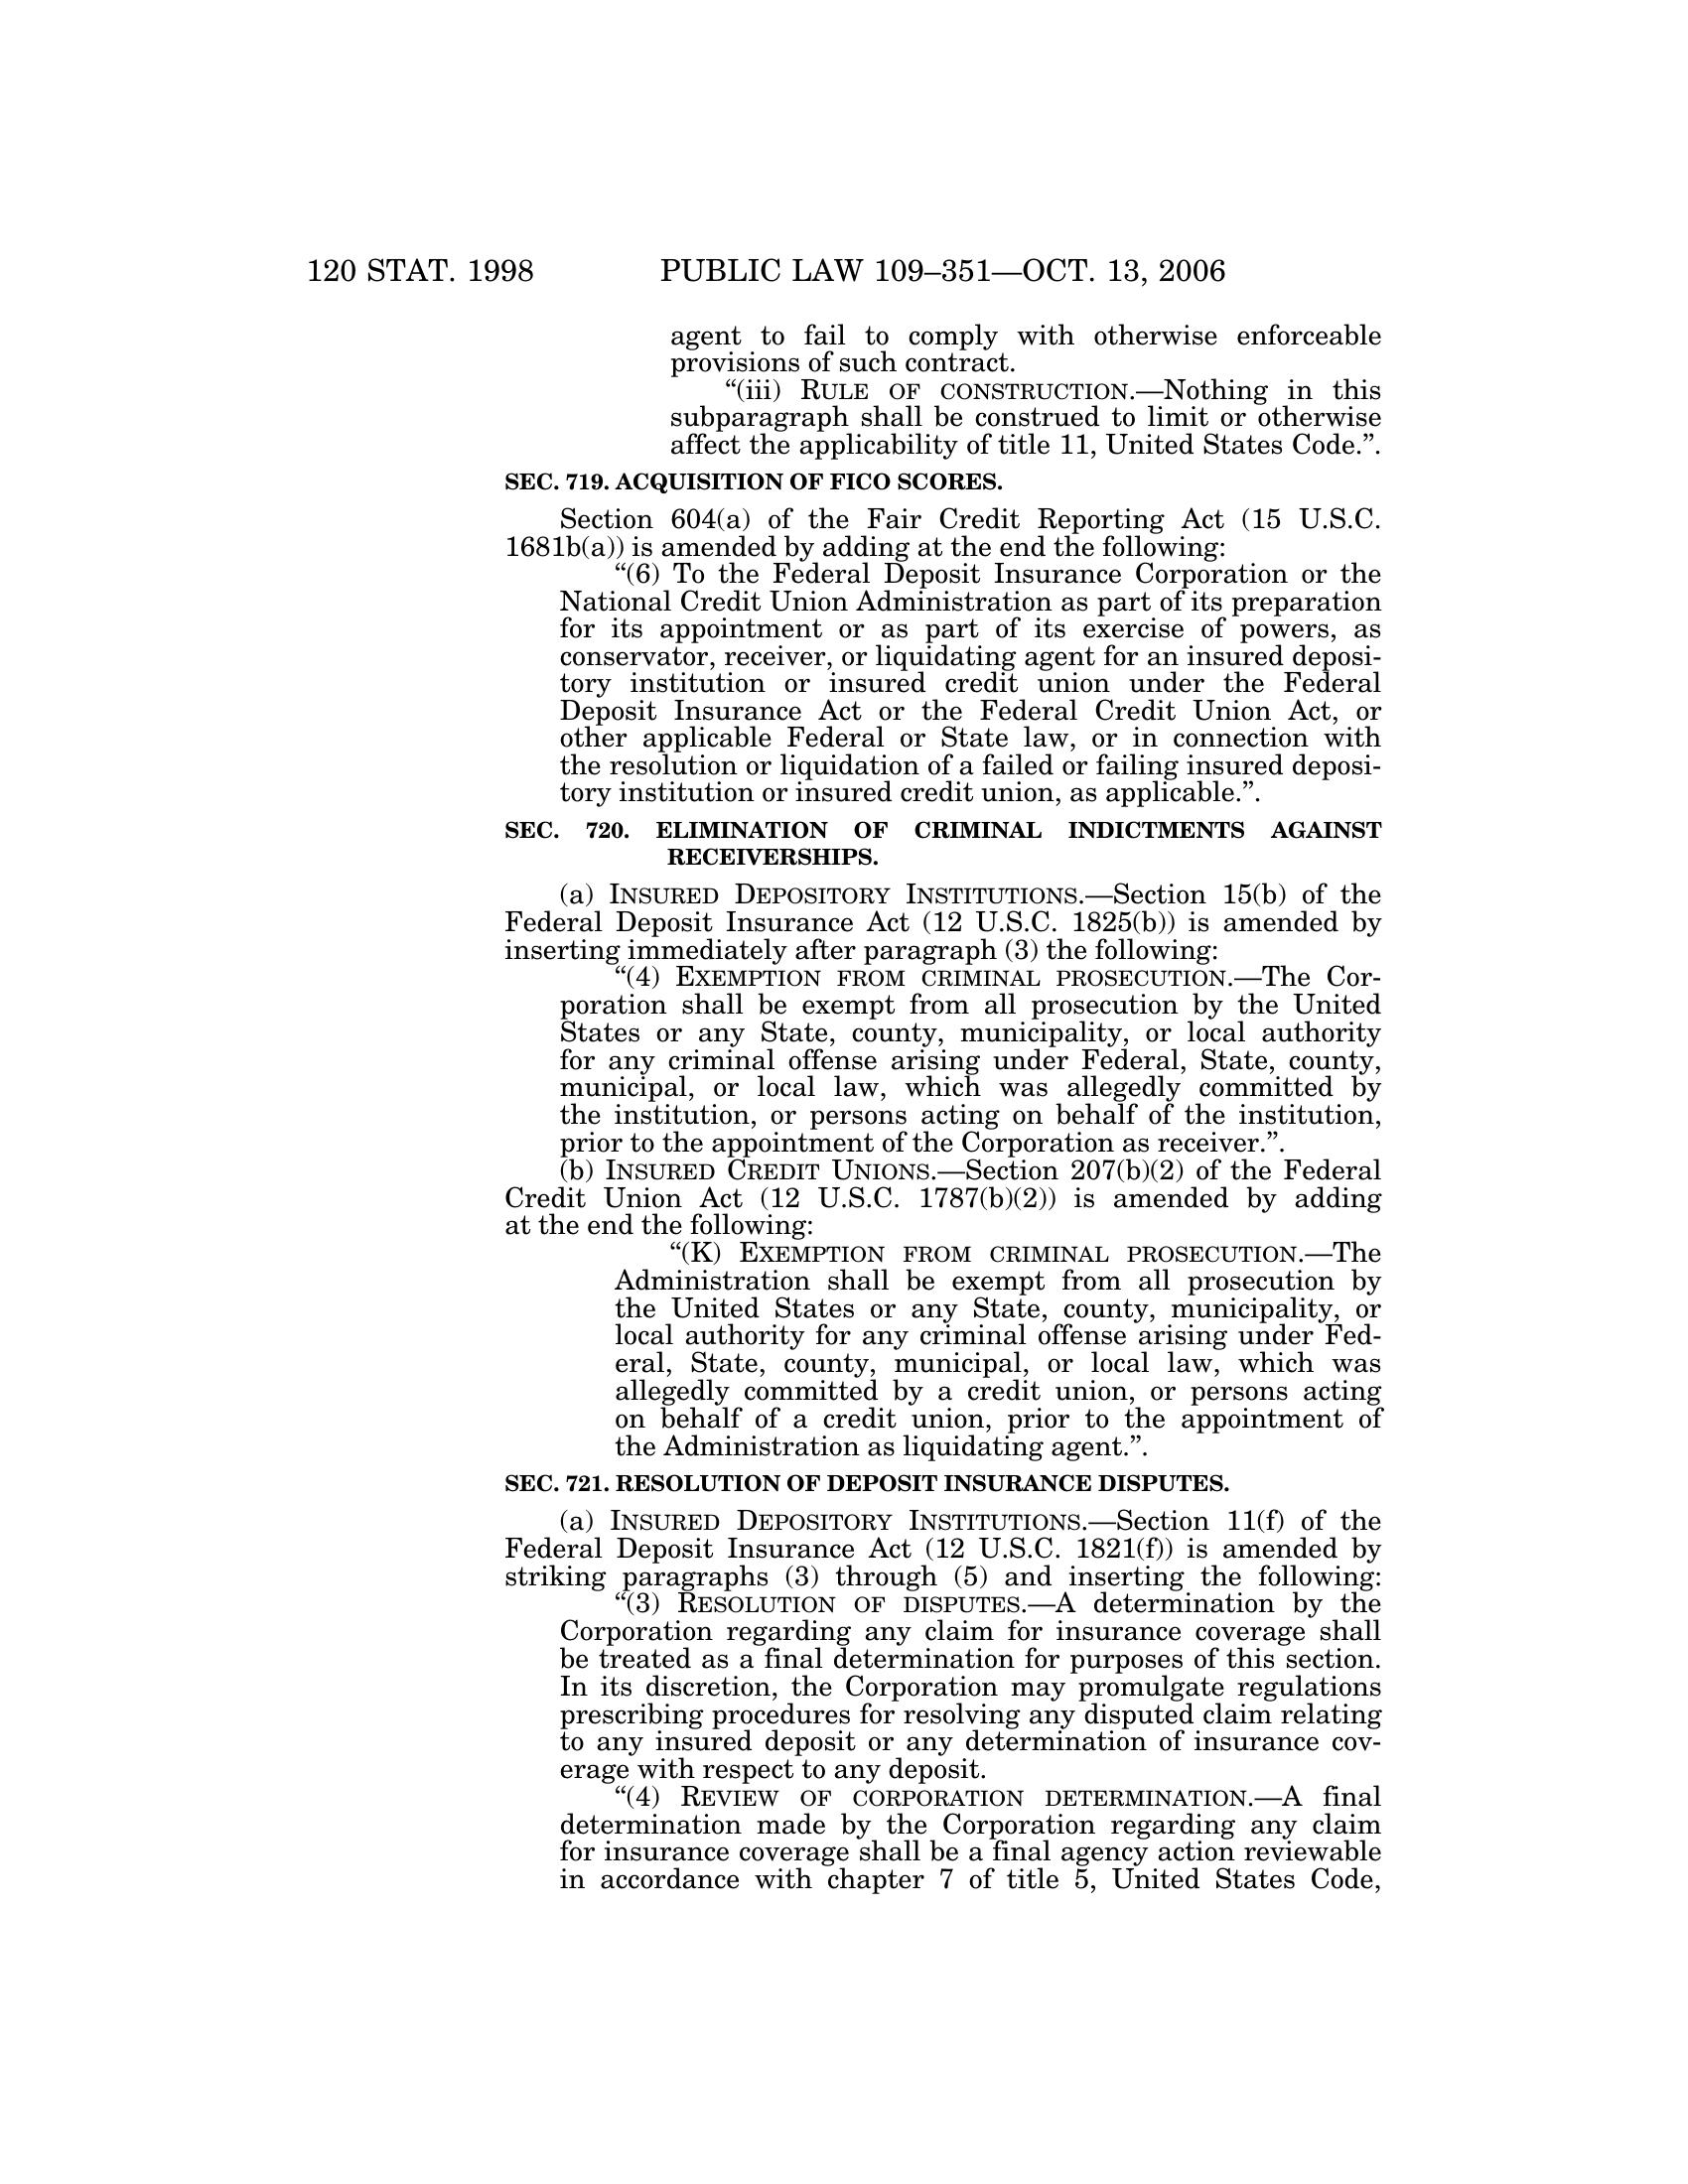 120 STAT. 1998 PUBLIC LAW 109–351—OCT. 13, 2006
agent to fail to comply with otherwise enforceable
provisions of such contract.
“(iii) RULE OF CONSTRUCTION.—Nothing in this
subparagraph shall be construed to limit or otherwise
affect the applicability of title 11, United States Code.”.
SEC. 719. ACQUISITION OF FICO SCORES.
Section 604(a) of the Fair Credit Reporting Act (15 U.S.C.
1681b(a)) is amended by adding at the end the following:
“(6) To the Federal Deposit Insurance Corporation or the
National Credit Union Administration as part of its preparation
for its appointment or as part of its exercise of powers, as
conservator, receiver, or liquidating agent for an insured deposi-
tory institution or insured credit union under the Federal
Deposit Insurance Act or the Federal Credit Union Act, or
other applicable Federal or State law, or in connection with
the resolution or liquidation of a failed or failing insured deposi-
tory institution or insured credit union, as applicable.”.
SEC. 720. ELIMINATION OF CRIMINAL INDICTMENTS AGAINST
RECEIVERSHIPS.
(a) INSURED DEPOSITORY INSTITUTIONS.—Section 15(b) of the
Federal Deposit Insurance Act (12 U.S.C. 1825(b)) is amended by
inserting immediately after paragraph (3) the following:
“(4) EXEMPTION FROM CRIMINAL PROSECUTION.—The Cor-
poration shall be exempt from all prosecution by the United
States or any State, county, municipality, or local authority
for any criminal offense arising under Federal, State, county,
municipal, or local law, which was allegedly committed by
the institution, or persons acting on behalf of the institution,
prior to the appointment of the Corporation as receiver.”.
(b) INSURED CREDIT UNIONS.—Section 207(b)(2) of the Federal
Credit Union Act (12 U.S.C. 1787(b)(2)) is amended by adding
at the end the following:
“(K) EXEMPTION FROM CRIMINAL PROSECUTION.—The
Administration shall be exempt from all prosecution by
the United States or any State, county, municipality, or
local authority for any criminal offense arising under Fed-
eral, State, county, municipal, or local law, which was
allegedly committed by a credit union, or persons acting
on behalf of a credit union, prior to the appointment of
the Administration as liquidating agent.”.
SEC. 721. RESOLUTION OF DEPOSIT INSURANCE DISPUTES.
(a) INSURED DEPOSITORY INSTITUTIONS.—Section 11(f) of the
Federal Deposit Insurance Act (12 U.S.C. 1821(f)) is amended by
striking paragraphs (3) through (5) and inserting the following:
“(3) RESOLUTION OF DISPUTES.—A determination by the
Corporation regarding any claim for insurance coverage shall
be treated as a final determination for purposes of this section.
In its discretion, the Corporation may promulgate regulations
prescribing procedures for resolving any disputed claim relating
to any insured deposit or any determination of insurance cov-
erage with respect to any deposit.
“(4) REVIEW OF CORPORATION DETERMINATION.—A final
determination made by the Corporation regarding any claim
for insurance coverage shall be a final agency action reviewable
in accordance with chapter 7 of title 5, United States Code,